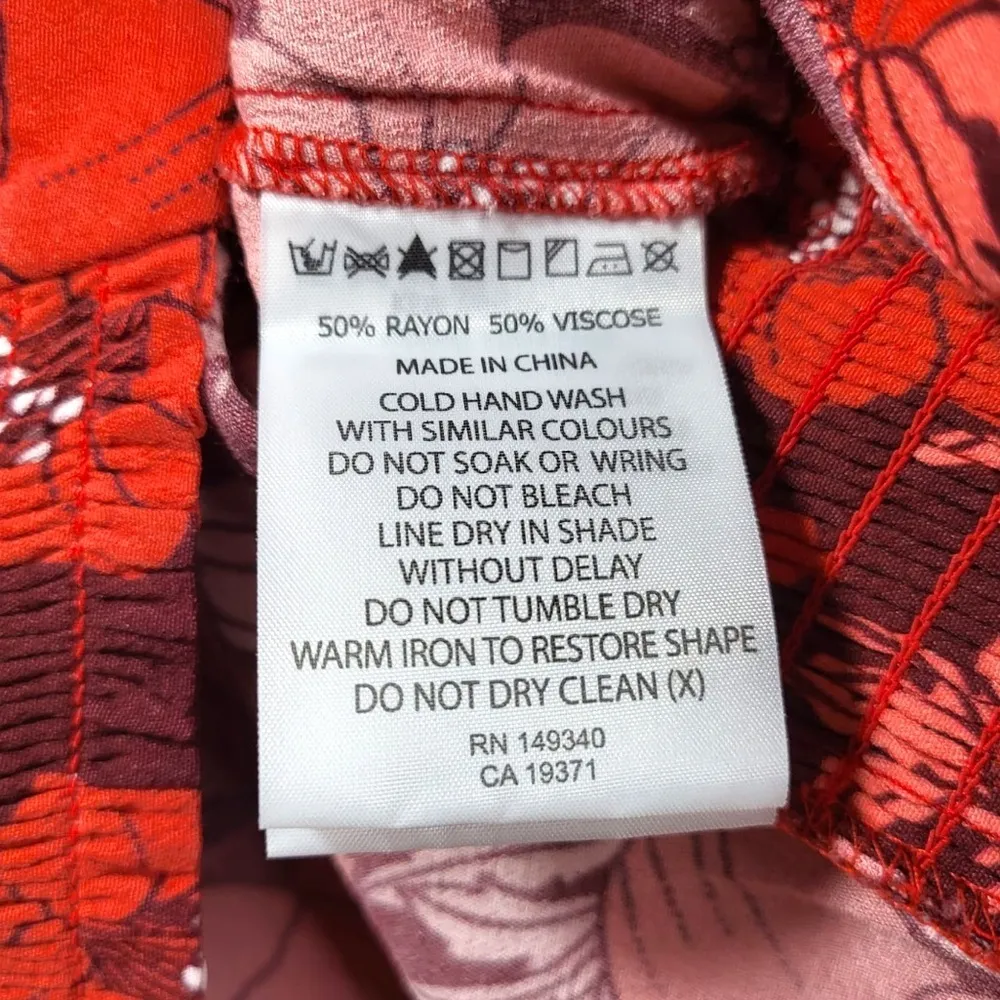 50% RAYON 50% VISCOSE
MADE IN CHINA
COLD HAND WASH
WITH SIMILAR COLOURS
DO NOT SOAK OR WRING
DO NOT BLEACH
LINE DRY IN SHADE
WITHOUT DELAY
DO NOT TUMBLE DRY
WARM IRON TO RESTORE SHAPE
DO NOT DRY CLEAN (X)
RN 149340
CA 19371